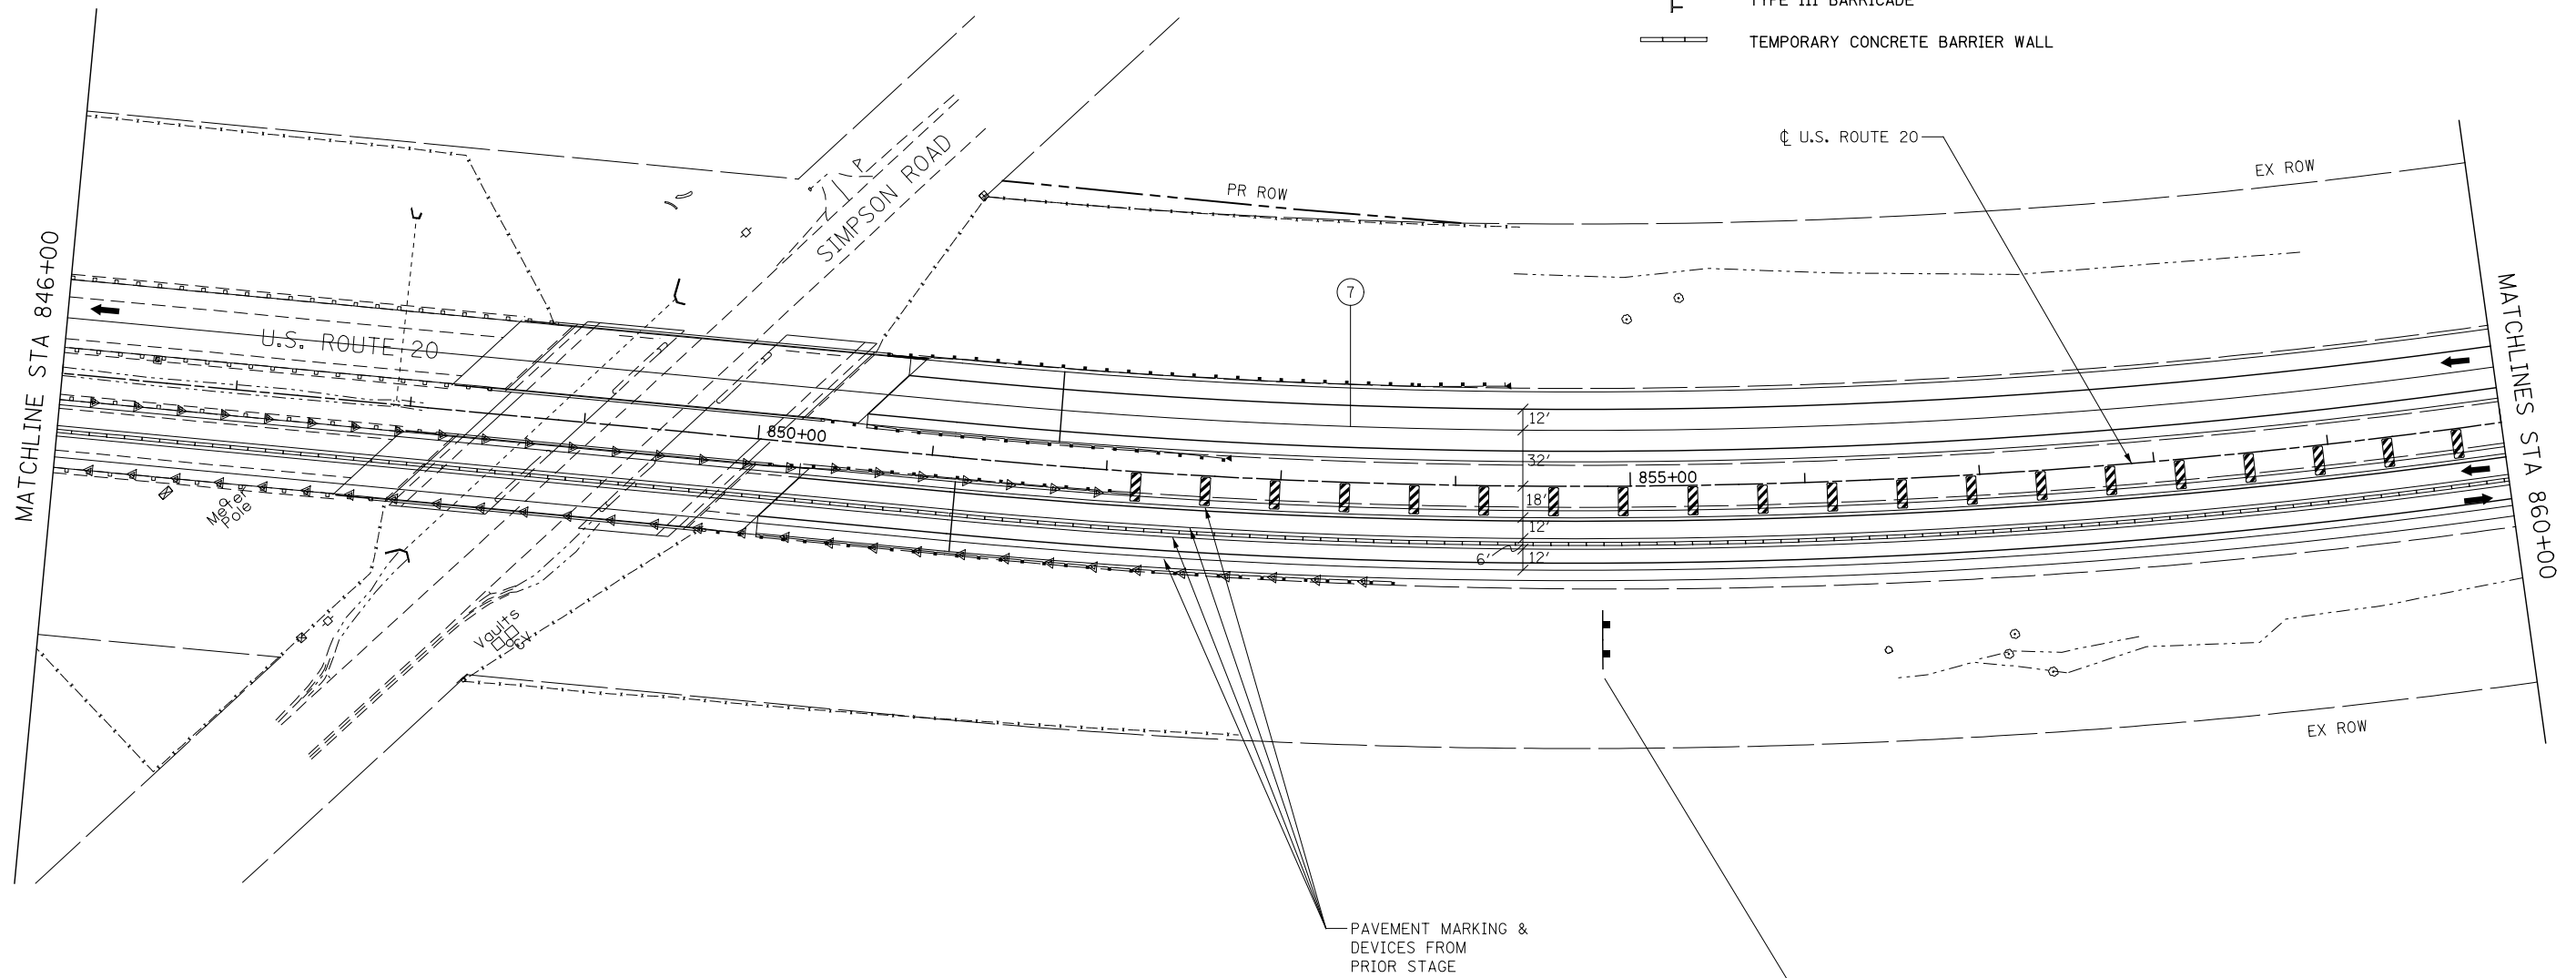 TYPE III BARRICADE
TEMPORARY CONCRETE BARRIER WALL
℄ U.S. ROUTE 20
EX ROW
SIMPSON ROAD
PR ROW
MATCHLINE STA 846+00
MATCHLINES STA 860+00
7
U.S. ROUTE 20
850+00
855+00
12'
32'
18'
12'
6'
12'
Meter
Pole
Vaults
EX ROW
PAVEMENT MARKING &
DEVICES FROM
PRIOR STAGE